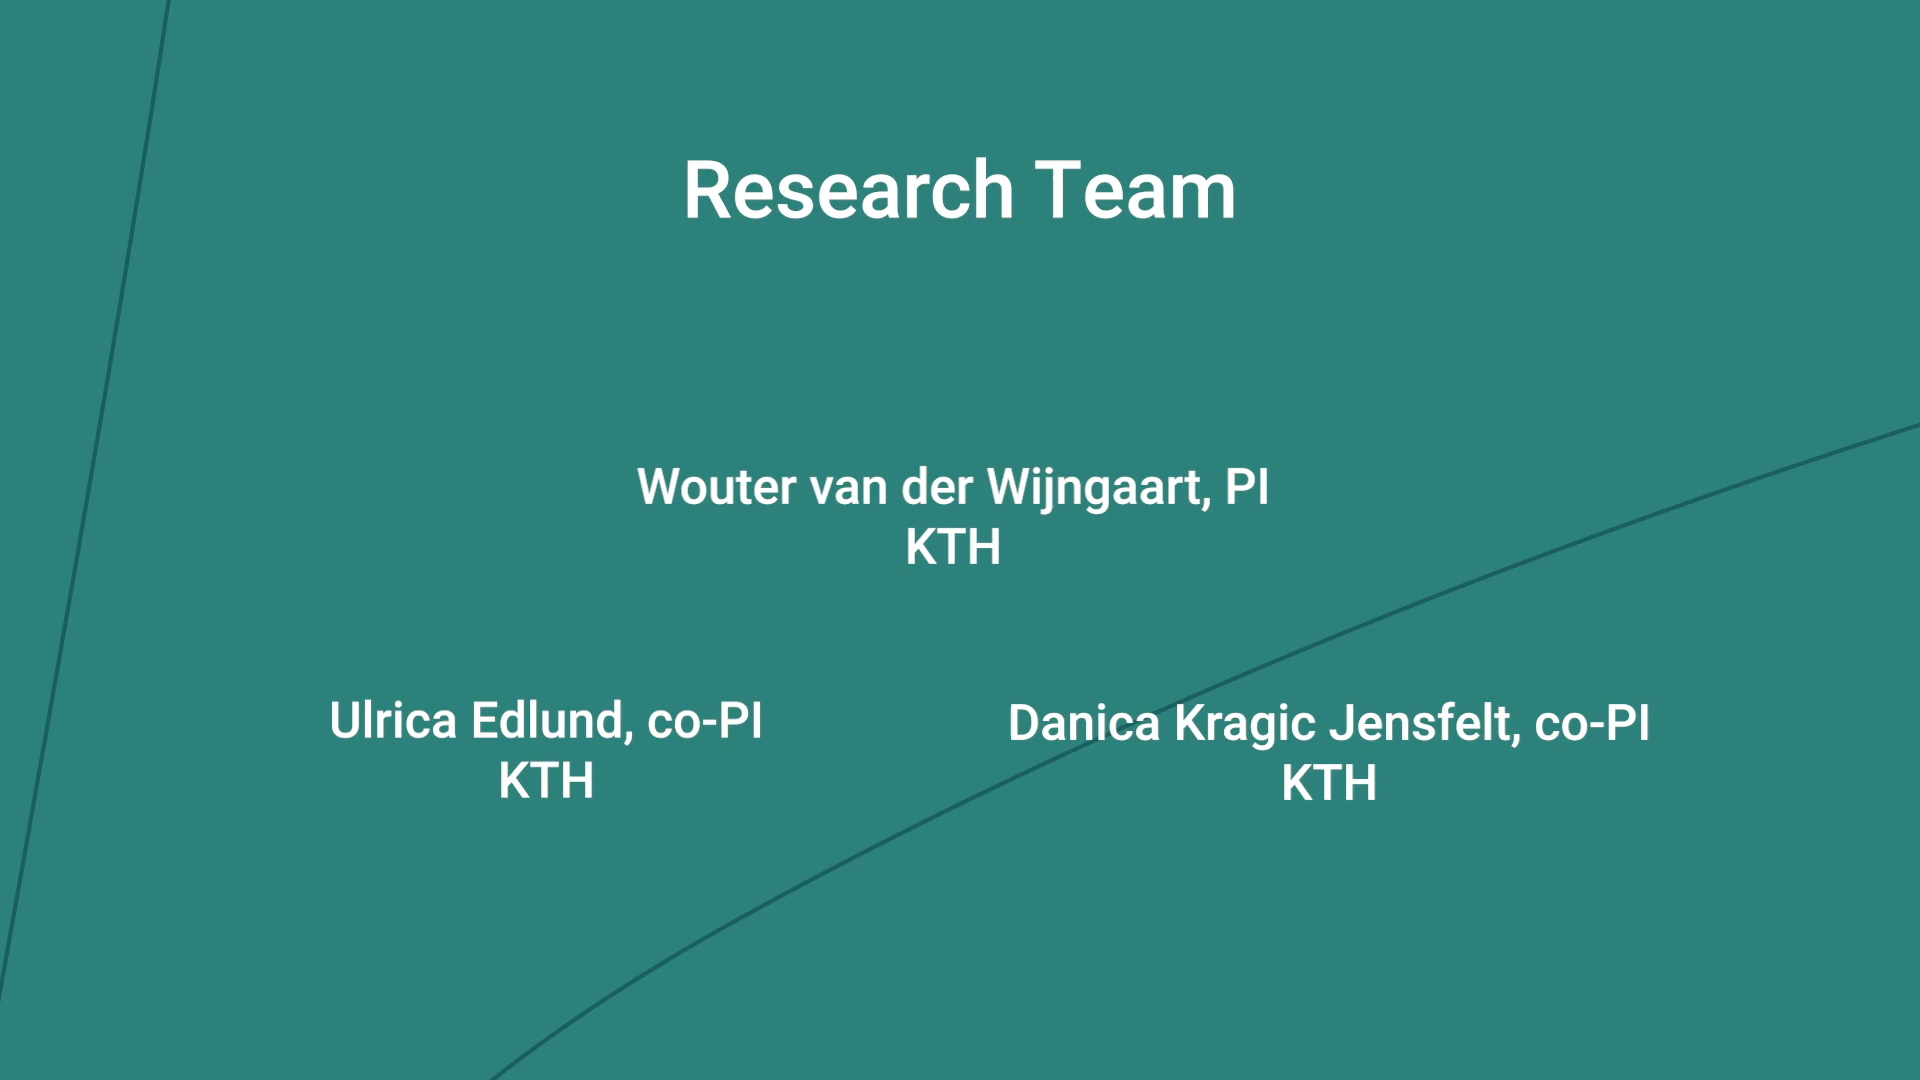 Research Team
Wouter van der Wijngaart, PI
KTH
Ulrica Edlund, co-PI
KTH
Danica Kragic Jensfelt, co-PI
KTH